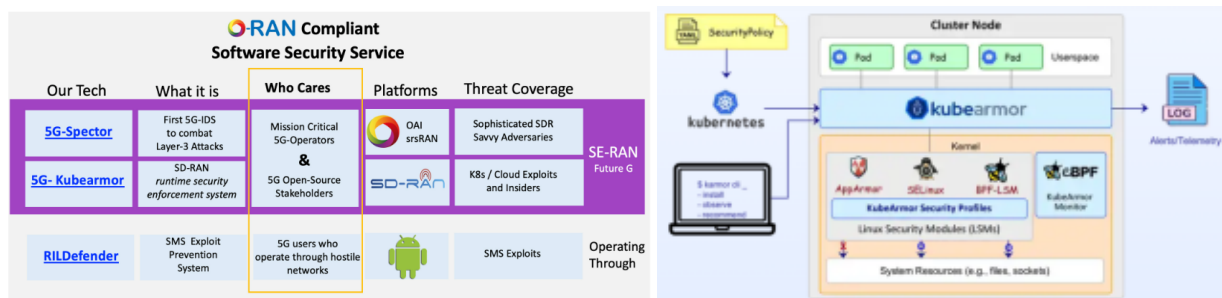 O-RAN Compliant
Software Security Service
Our Tech
What it is
Who Cares
Platforms
Threat Coverage
5G-Spector
First 5G-IDS
to combat
Layer-3 Attacks
Mission Critical
5G-Operators
&
5G Open-Source
Stakeholders
OAI
srsRAN
Sophisticated SDR
Savvy Adversaries
SE-RAN
Future G
5G- Kubearmor
SD-RAN
runtime security
enforcement system
SD-RAN
K8s / Cloud Exploits
and Insiders
RILDefender
SMS Exploit
Prevention
System
5G users who
operate through hostile
networks
SMS Exploits
Operating
Through
YAML
SecurityPolicy
kubernetes
$ karmor cli _
- install
- observe
- recommend
Cluster Node
Pod
Pod
Pod
Userspace
kubearmor
LOG
Alerts/Telemetry
Kernel
AppArmor
SELinux
BPF-LSM
eBPF
KubeArmor
Monitor
KubeArmor Security Profiles
Linux Security Modules (LSMs)
System Resources (e.g., files, sockets)